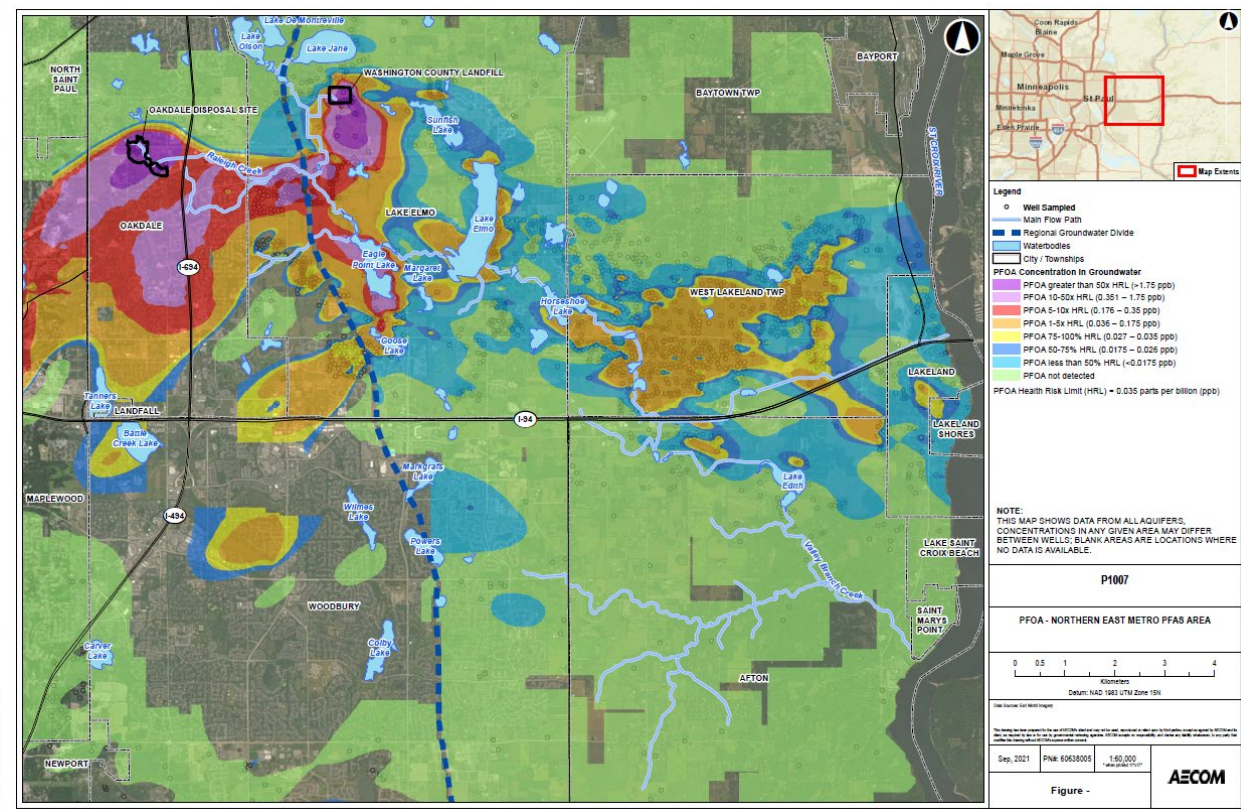 Lake De Montreville
Lake
Olson
Lake Jane
NORTH
SAINT
PAUL
WASHINGTON COUNTY LANDFILL
OAKDALE DISPOSAL SITE
BAYPORT
BAYTOWN TWP
Sunfish
Lake
ST CROIX RIVER
Raleigh Creek
OAKDALE
LAKE ELMO
Lake
Elmo
I-694
Eagle
Point Lake
Margaret
Lake
WEST LAKELAND TWP
Horseshoe
Lake
Goose
Lake
LAKELAND
Tanners
Lake
LANDFALL
I-94
LAKELAND
SHORES
Battle
Creek Lake
Markgrafs
Lake
Lake
Edith
MAPLEWOOD
I-494
Wilmes
Lake
Powers
Lake
LAKE SAINT
CROIX BEACH
Valley Branch Creek
WOODBURY
SAINT
MARYS
POINT
Carver
Lake
Colby
Lake
AFTON
NEWPORT
Coon Rapids
Blaine
Maple Grove
Minneapolis
St Paul
Minnetonka
Eden Prairie
Map Extents
Legend
Well Sampled
Main Flow Path
Regional Groundwater Divide
Waterbodies
City / Townships
PFOA Concentration in Groundwater
PFOA greater than 50x HRL (>1.75 ppb)
PFOA 10-50x HRL (0.351 – 1.75 ppb)
PFOA 5-10x HRL (0.176 – 0.35 ppb)
PFOA 1-5x HRL (0.036 – 0.175 ppb)
PFOA 75-100% HRL (0.027 – 0.035 ppb)
PFOA 50-75% HRL (0.0175 – 0.026 ppb)
PFOA less than 50% HRL (<0.0175 ppb)
PFOA not detected
PFOA Health Risk Limit (HRL) = 0.035 parts per billion (ppb)
NOTE:
THIS MAP SHOWS DATA FROM ALL AQUIFERS,
CONCENTRATIONS IN ANY GIVEN AREA MAY DIFFER
BETWEEN WELLS; BLANK AREAS ARE LOCATIONS WHERE
NO DATA IS AVAILABLE.
P1007
PFOA - NORTHERN EAST METRO PFAS AREA
0 0.5 1 2 3 4
Kilometers
Datum: NAD 1983 UTM Zone 15N
Data Sources: Esri World Imagery
Sep, 2021 PN#: 60638005 1:60,000
Figure -
AECOM